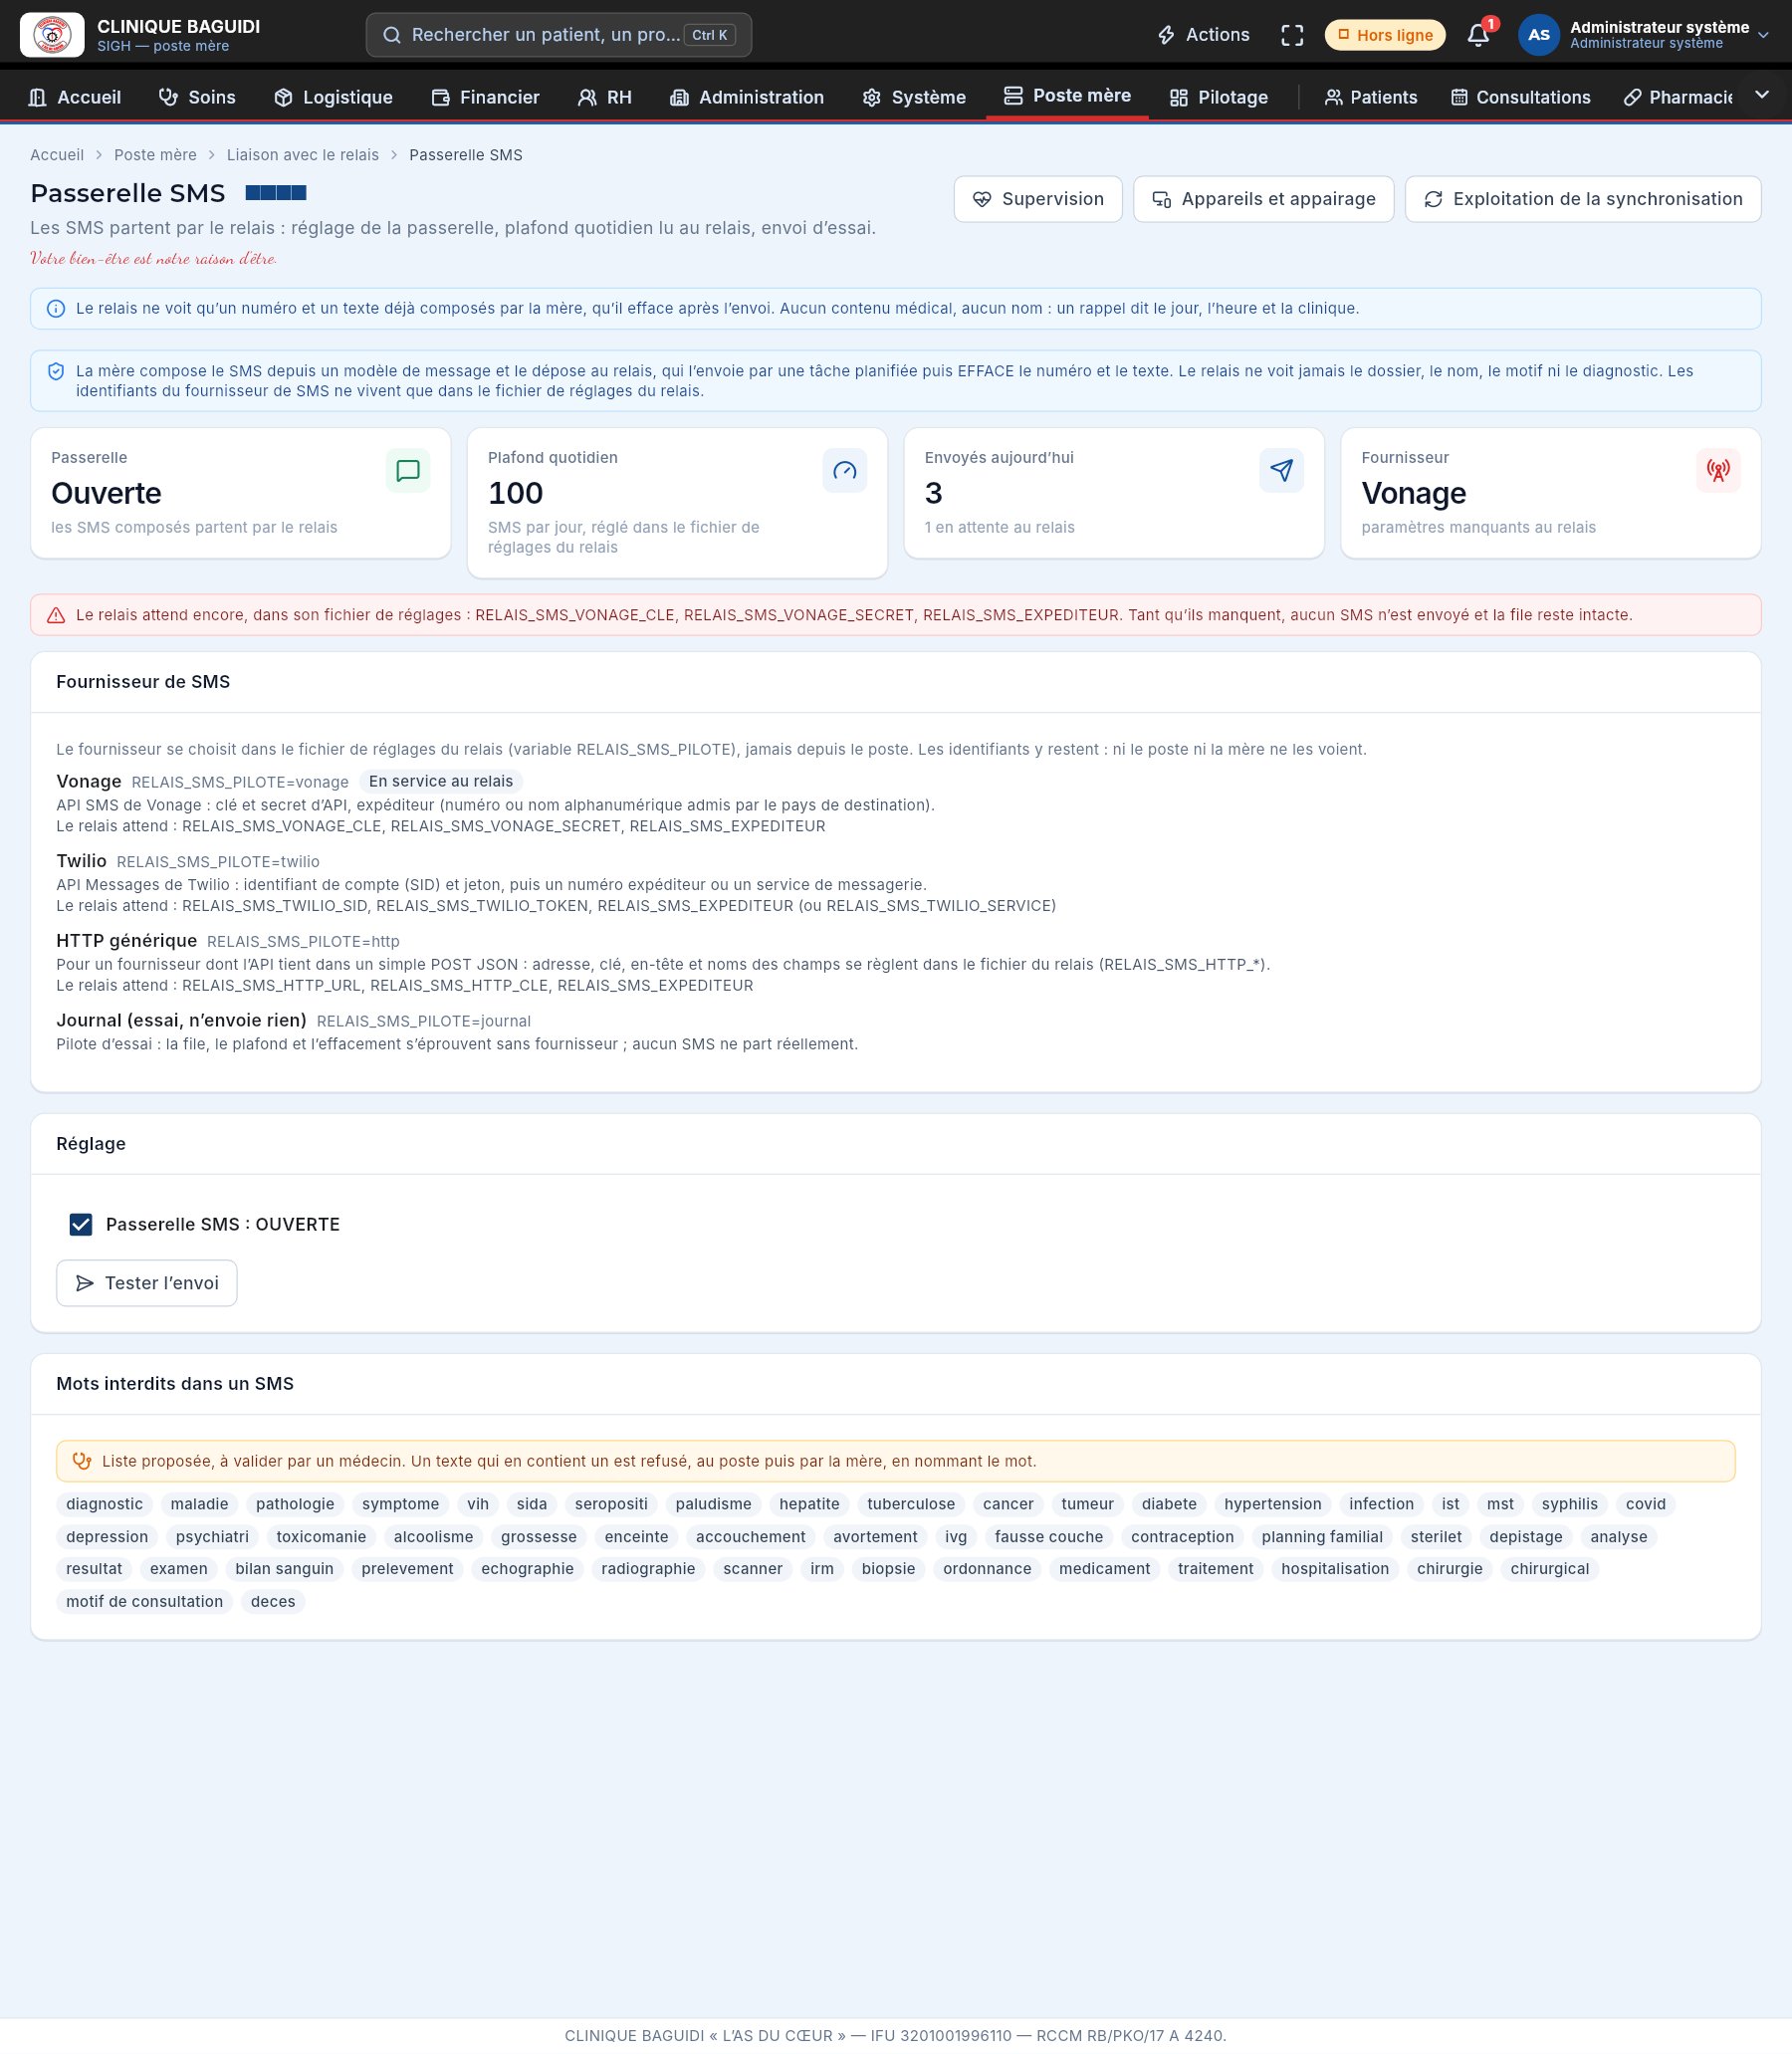 CLINIQUE BAGUIDI
SIGH — poste mère
Rechercher un patient, un pro... Ctrl K
Actions
Hors ligne
1
AS
Administrateur système
Administrateur système
Accueil Soins Logistique Financier RH Administration Système Poste mère Pilotage Patients Consultations Pharmacie
Accueil > Poste mère > Liaison avec le relais > Passerelle SMS
Passerelle SMS
Supervision
Appareils et appairage
Exploitation de la synchronisation
Les SMS partent par le relais : réglage de la passerelle, plafond quotidien lu au relais, envoi d’essai.
Votre bien-être est notre raison d'être.
Le relais ne voit qu’un numéro et un texte déjà composés par la mère, qu’il efface après l’envoi. Aucun contenu médical, aucun nom : un rappel dit le jour, l’heure et la clinique.
La mère compose le SMS depuis un modèle de message et le dépose au relais, qui l’envoie par une tâche planifiée puis EFFACE le numéro et le texte. Le relais ne voit jamais le dossier, le nom, le motif ni le diagnostic. Les
identifiants du fournisseur de SMS ne vivent que dans le fichier de réglages du relais.
Passerelle
Ouverte
les SMS composés partent par le relais
Plafond quotidien
100
SMS par jour, réglé dans le fichier de
réglages du relais
Envoyés aujourd’hui
3
1 en attente au relais
Fournisseur
Vonage
paramètres manquants au relais
Le relais attend encore, dans son fichier de réglages : RELAIS_SMS_VONAGE_CLE, RELAIS_SMS_VONAGE_SECRET, RELAIS_SMS_EXPEDITEUR. Tant qu’ils manquent, aucun SMS n’est envoyé et la file reste intacte.
Fournisseur de SMS
Le fournisseur se choisit dans le fichier de réglages du relais (variable RELAIS_SMS_PILOTE), jamais depuis le poste. Les identifiants y restent : ni le poste ni la mère ne les voient.
Vonage RELAIS_SMS_PILOTE=vonage En service au relais
API SMS de Vonage : clé et secret d’API, expéditeur (numéro ou nom alphanumérique admis par le pays de destination).
Le relais attend : RELAIS_SMS_VONAGE_CLE, RELAIS_SMS_VONAGE_SECRET, RELAIS_SMS_EXPEDITEUR
Twilio RELAIS_SMS_PILOTE=twilio
API Messages de Twilio : identifiant de compte (SID) et jeton, puis un numéro expéditeur ou un service de messagerie.
Le relais attend : RELAIS_SMS_TWILIO_SID, RELAIS_SMS_TWILIO_TOKEN, RELAIS_SMS_EXPEDITEUR (ou RELAIS_SMS_TWILIO_SERVICE)
HTTP générique RELAIS_SMS_PILOTE=http
Pour un fournisseur dont l’API tient dans un simple POST JSON : adresse, clé, en-tête et noms des champs se règlent dans le fichier du relais (RELAIS_SMS_HTTP_*).
Le relais attend : RELAIS_SMS_HTTP_URL, RELAIS_SMS_HTTP_CLE, RELAIS_SMS_EXPEDITEUR
Journal (essai, n’envoie rien) RELAIS_SMS_PILOTE=journal
Pilote d’essai : la file, le plafond et l’effacement s’éprouvent sans fournisseur ; aucun SMS ne part réellement.
Réglage
Passerelle SMS : OUVERTE
Tester l’envoi
Mots interdits dans un SMS
Liste proposée, à valider par un médecin. Un texte qui en contient un est refusé, au poste puis par la mère, en nommant le mot.
diagnostic maladie pathologie symptome vih sida seropositi paludisme hepatite tuberculose cancer tumeur diabete hypertension infection ist mst syphilis covid
depression psychiatri toxicomanie alcoolisme grossesse enceinte accouchement avortement ivg fausse couche contraception planning familial sterilet depistage analyse
resultat examen bilan sanguin prelevement echographie radiographie scanner irm biopsie ordonnance medicament traitement hospitalisation chirurgie chirurgical
motif de consultation deces
CLINIQUE BAGUIDI « L’AS DU CŒUR » — IFU 3201001996110 — RCCM RB/PKO/17 A 4240.